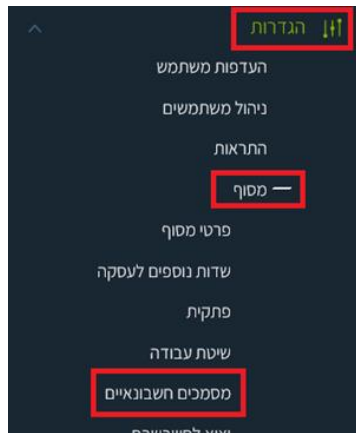 הגדרות
העדפות משתמש
ניהול משתמשים
התראות
מסוף
פרטי מסוף
שדות נוספים לעסקה
פתקית
שיטת עבודה
מסמכים חשבונאיים